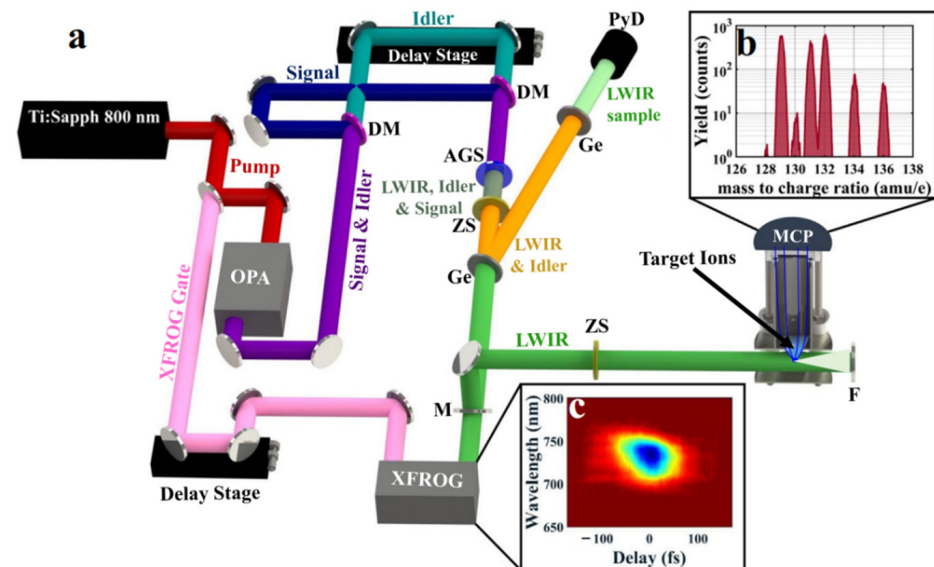 a
Idler
Delay Stage
PyD
Signal
DM
DM
LWIR
sample
Ti:Sapph 800 nm
Ge
Pump
AGS
LWIR, Idler
& Signal
ZS
Signal & Idler
LWIR
& Idler
OPA
Ge
XFROG Gate
LWIR
ZS
Target Ions
MCP
F
M
XFROG
Delay Stage
b
Yield (counts)
10³
10²
10¹
10⁰
126 128 130 132 134 136 138
mass to charge ratio (amu/e)
c
Wavelength (nm)
800
750
700
650
−100 0 100
Delay (fs)